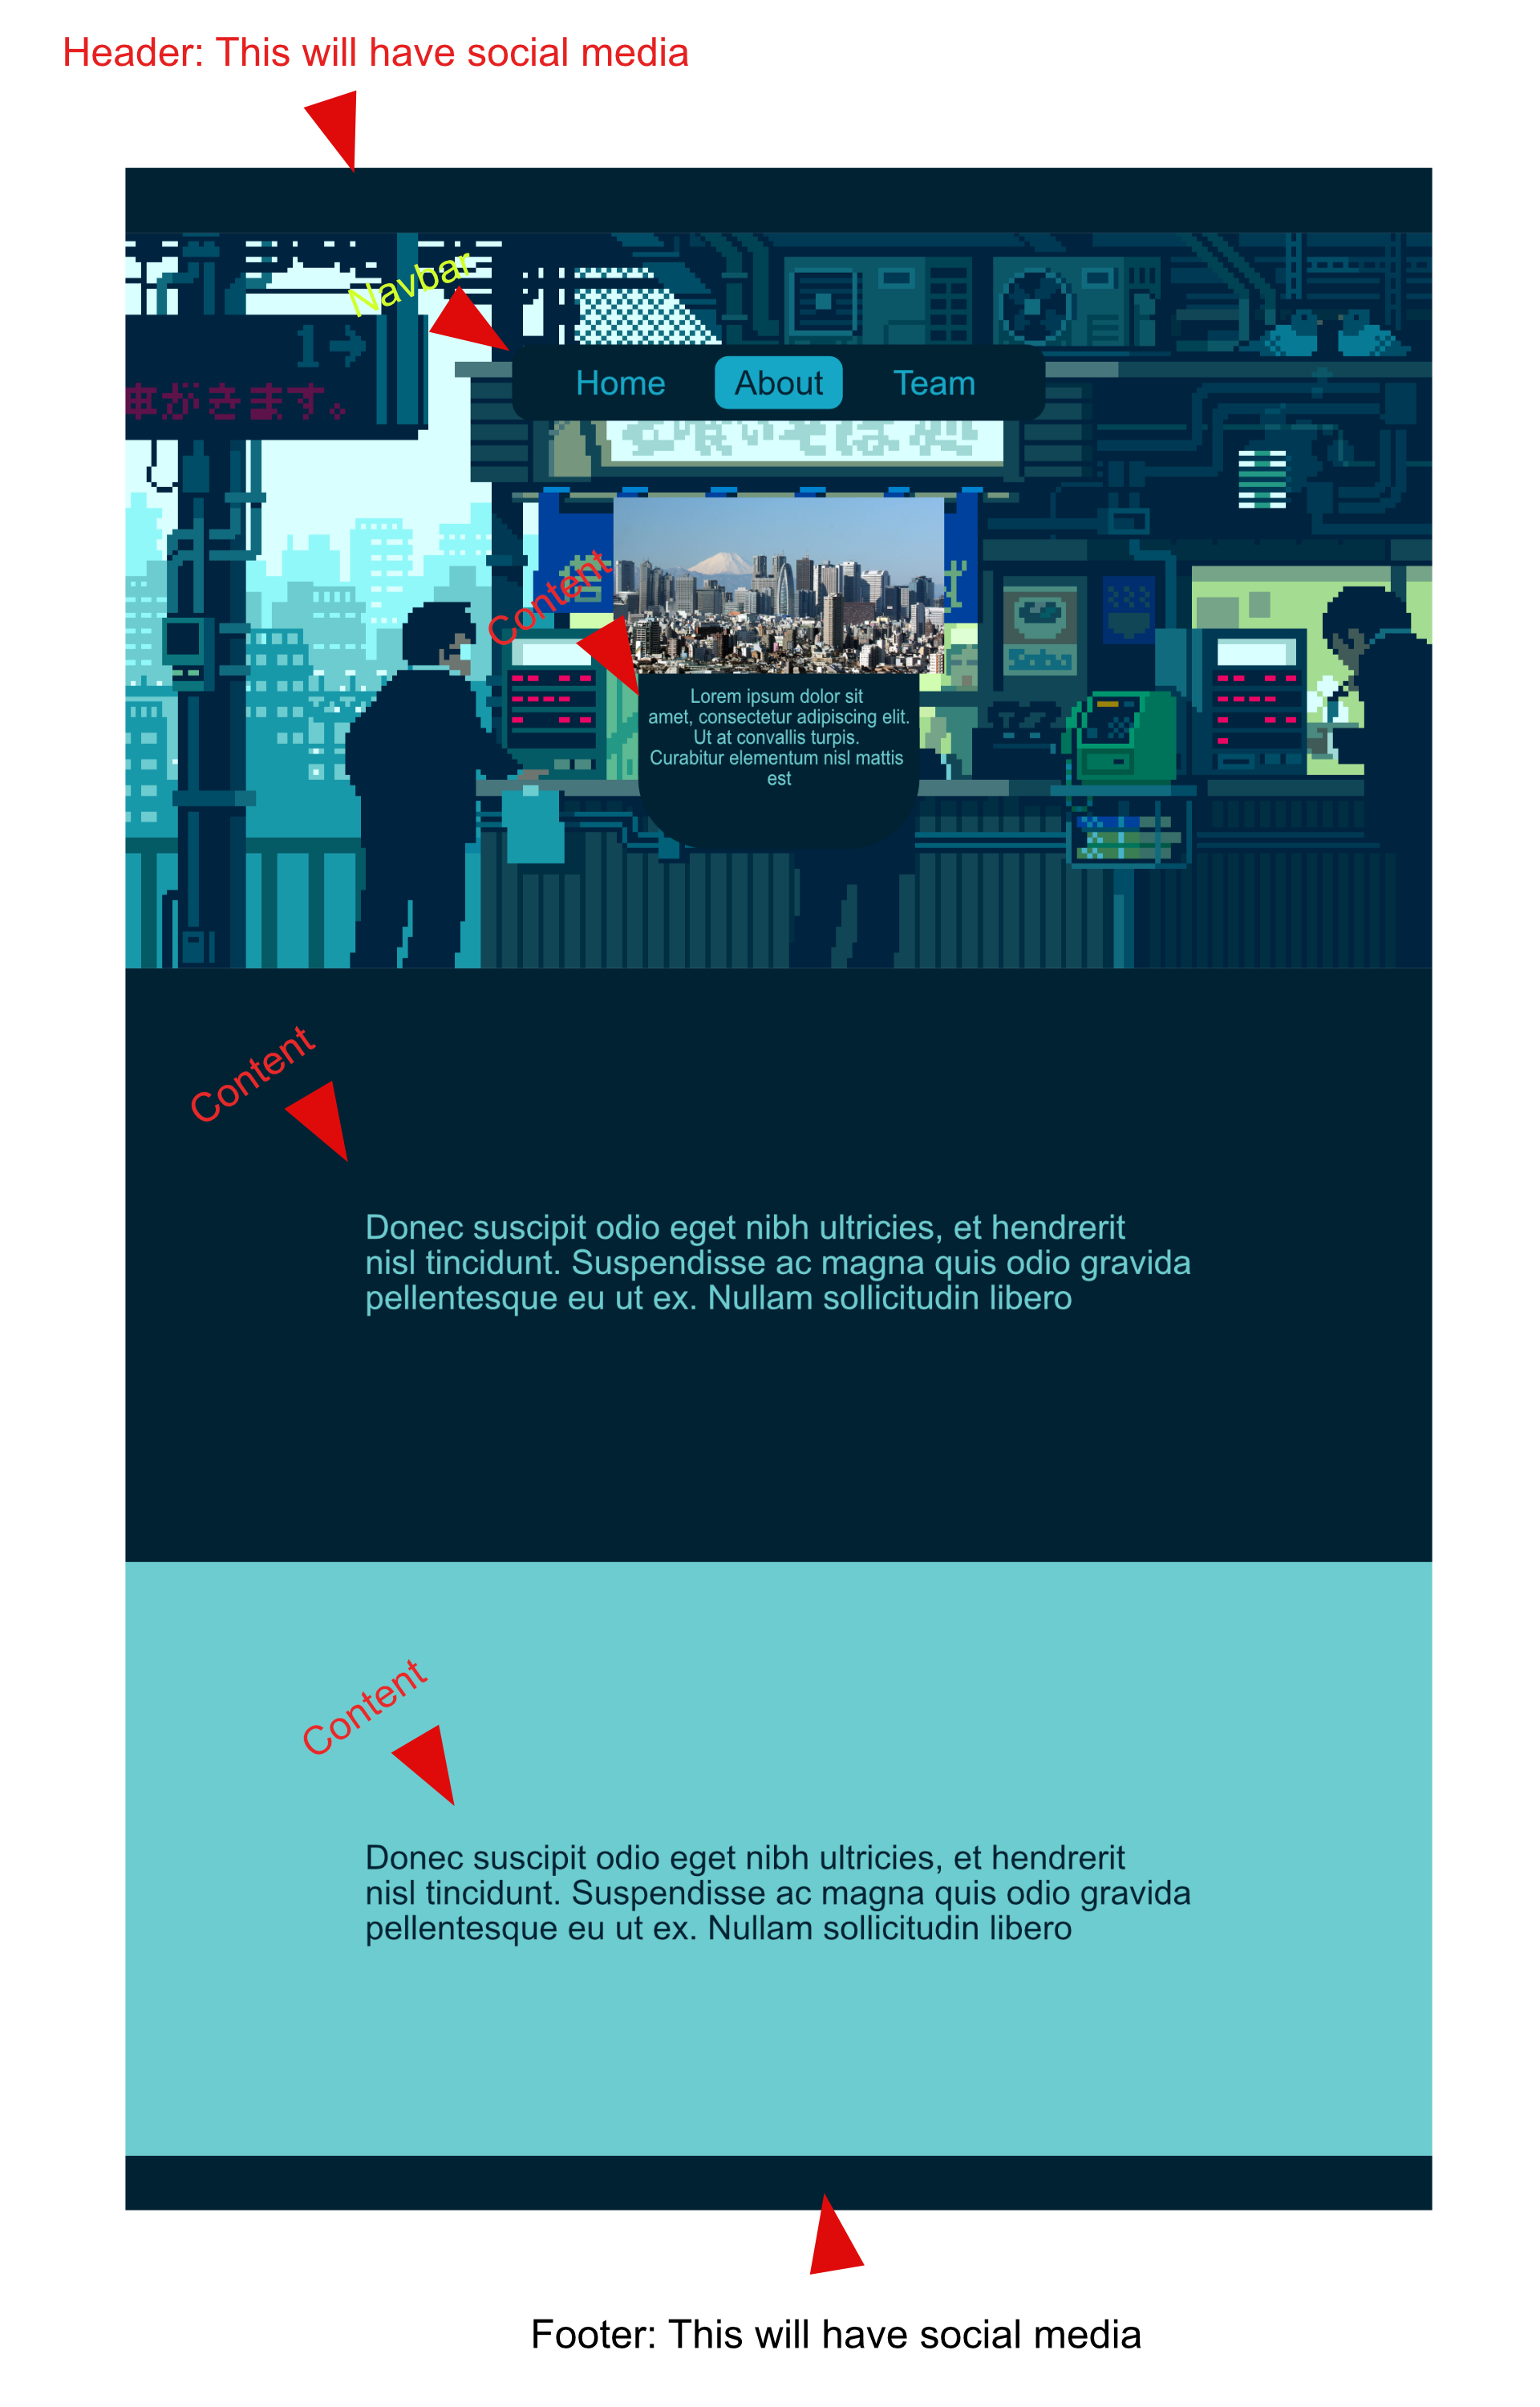 Header: This will have social media
Navbar
1→
きます。
Home
About
Team
Content
Lorem ipsum dolor sit
amet, consectetur adipiscing elit.
Ut at convallis turpis.
Curabitur elementum nisl mattis
est
Content
Donec suscipit odio eget nibh ultricies, et hendrerit
nisl tincidunt. Suspendisse ac magna quis odio gravida
pellentesque eu ut ex. Nullam sollicitudin libero
Content
Donec suscipit odio eget nibh ultricies, et hendrerit
nisl tincidunt. Suspendisse ac magna quis odio gravida
pellentesque eu ut ex. Nullam sollicitudin libero
Footer: This will have social media